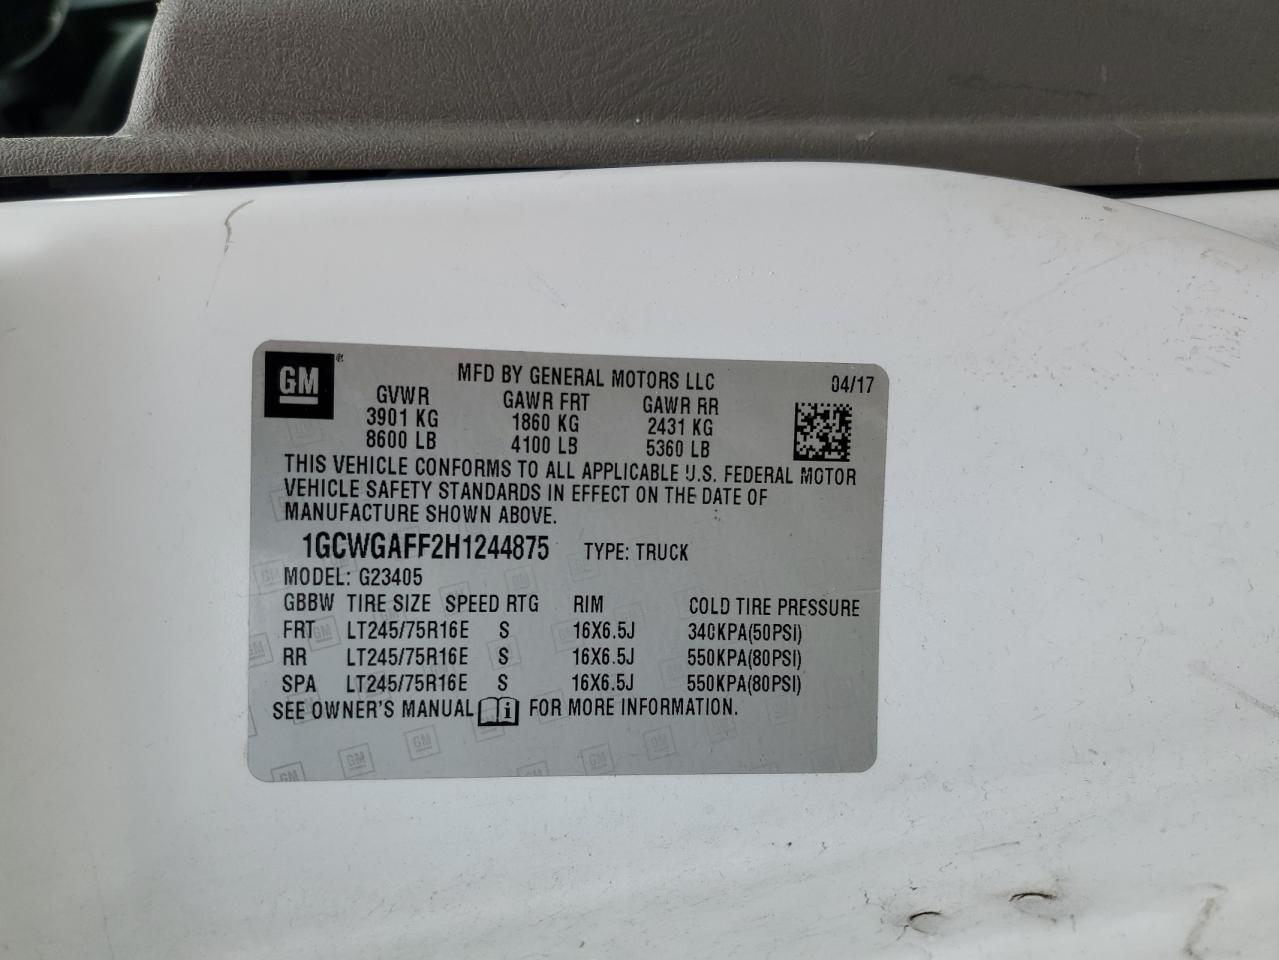 GM
MFD BY GENERAL MOTORS LLC 04/17
GVWR GAWR FRT GAWR RR
3901 KG 1860 KG 2431 KG
8600 LB 4100 LB 5360 LB
THIS VEHICLE CONFORMS TO ALL APPLICABLE U.S. FEDERAL MOTOR
VEHICLE SAFETY STANDARDS IN EFFECT ON THE DATE OF
MANUFACTURE SHOWN ABOVE.
1GCWGAFF2H1244875 TYPE: TRUCK
MODEL: G23405
GBBW TIRE SIZE SPEED RTG RIM COLD TIRE PRESSURE
FRT LT245/75R16E S 16X6.5J 340KPA(50PSI)
RR LT245/75R16E S 16X6.5J 550KPA(80PSI)
SPA LT245/75R16E S 16X6.5J 550KPA(80PSI)
SEE OWNER'S MANUAL i FOR MORE INFORMATION.